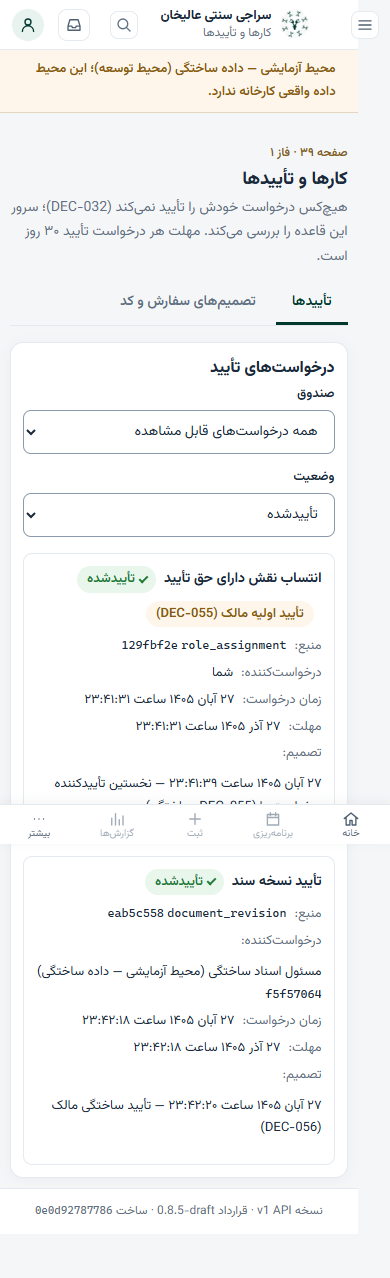 سراجی سنتی عالیخان
کارها و تأییدها
محیط آزمایشی — داده ساختگی (محیط توسعه)؛ این محیط
داده واقعی کارخانه ندارد.
صفحه ۳۹ · فاز ۱
کارها و تأییدها
هیچ‌کس درخواست خودش را تأیید نمی‌کند (DEC-032)؛ سرور
این قاعده را بررسی می‌کند. مهلت هر درخواست تأیید ۳۰ روز
است.
تأییدها
تصمیم‌های سفارش و کد
درخواست‌های تأیید
صندوق
همه درخواست‌های قابل مشاهده
وضعیت
تأییدشده
انتساب نقش دارای حق تأیید
تأییدشده
تأیید اولیه مالک (DEC-055)
منبع: role_assignment 129fbf2e
درخواست‌کننده: شما
زمان درخواست: ۲۷ آبان ۱۴۰۵ ساعت ۲۳:۴۱:۳۱
مهلت: ۲۷ آذر ۱۴۰۵ ساعت ۲۳:۴۱:۳۱
تصمیم:
۲۷ آبان ۱۴۰۵ ساعت ۲۳:۴۱:۳۹ — نخستین تأییدکننده
خانه
برنامه‌ریزی
ثبت
گزارش‌ها
بیشتر
تأیید نسخه سند
تأییدشده
منبع: document_revision eab5c558
درخواست‌کننده:
مسئول اسناد ساختگی (محیط آزمایشی — داده ساختگی)
f5f57064
زمان درخواست: ۲۷ آبان ۱۴۰۵ ساعت ۲۳:۴۲:۱۸
مهلت: ۲۷ آذر ۱۴۰۵ ساعت ۲۳:۴۲:۱۸
تصمیم:
۲۷ آبان ۱۴۰۵ ساعت ۲۳:۴۲:۲۰ — تأیید ساختگی مالک
(DEC-056)
نسخه API v1 · قرارداد 0.8.5-draft · ساخت 0e0d92787786